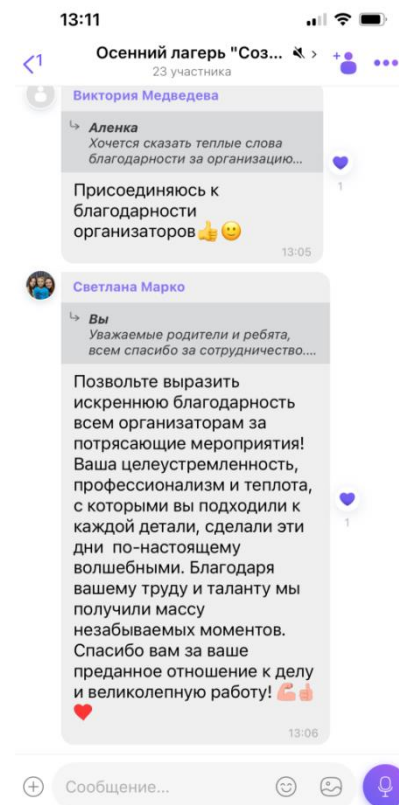 13:11
1
Осенний лагерь "Соз...
23 участника
Виктория Медведева
Аленка
Хочется сказать теплые слова
благодарности за организацию...
Присоединяюсь к
благодарности
организаторов👍🙂
13:05
1
Светлана Марко
Вы
Уважаемые родители и ребята,
всем спасибо за сотрудничество....
Позвольте выразить
искреннюю благодарность
всем организаторам за
потрясающие мероприятия!
Ваша целеустремленность,
профессионализм и теплота,
с которыми вы подходили к
каждой детали, сделали эти
дни  по-настоящему
волшебными. Благодаря
вашему труду и таланту мы
получили массу
незабываемых моментов.
Спасибо вам за ваше
преданное отношение к делу
и великолепную работу! 💪🏻👍🏻
❤️
13:06
1
Сообщение...